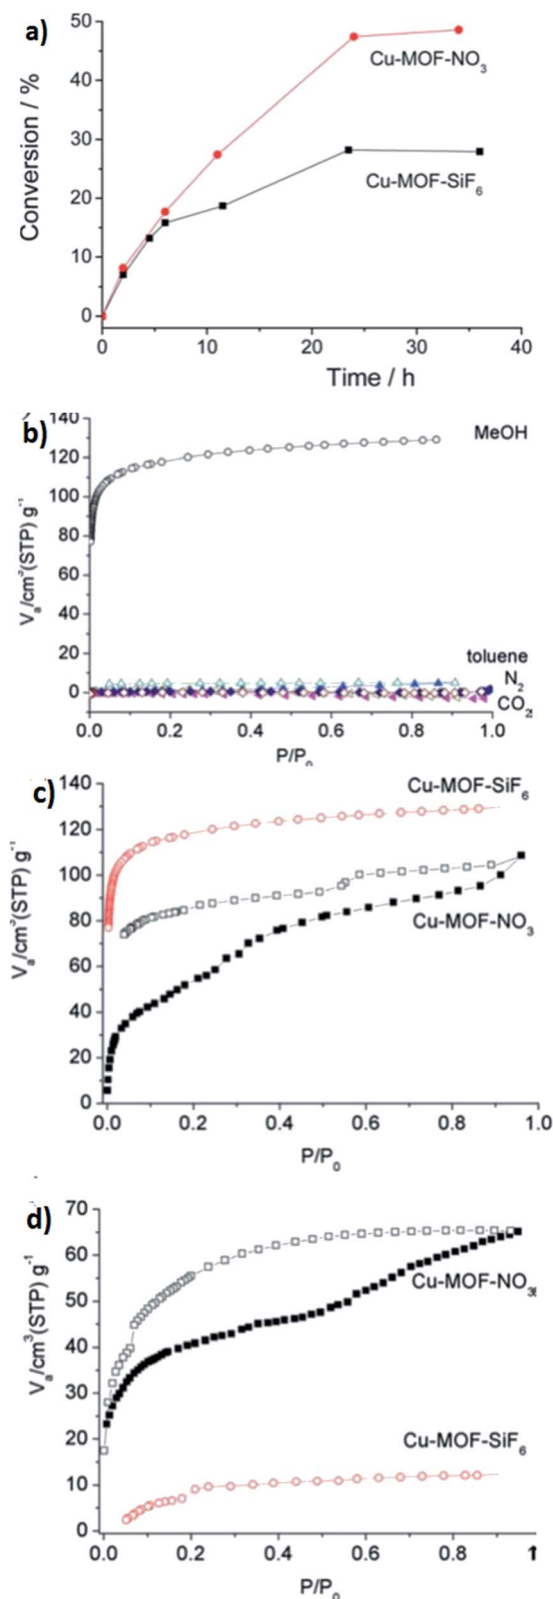 a)
50
40
30
20
10
0
Conversion / %
Cu-MOF-NO3
Cu-MOF-SiF6
0 10 20 30 40
Time / h
b)
140
120
100
80
60
40
20
0
Va/cm3(STP) g-1
MeOH
toluene
N2
CO2
0.0 0.2 0.4 0.6 0.8 1.0
P/P0
c)
140
120
100
80
60
40
20
0
Va/cm3(STP) g-1
Cu-MOF-SiF6
Cu-MOF-NO3
0.0 0.2 0.4 0.6 0.8 1.0
P/P0
d)
70
60
50
40
30
20
10
0
Va/cm3(STP) g-1
Cu-MOF-NO3
Cu-MOF-SiF6
0.0 0.2 0.4 0.6 0.8 1
P/P0